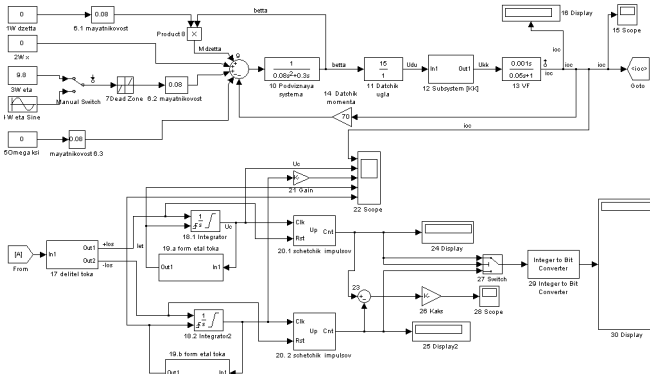 0
1W dzetta
0.08
6.1 mayatnikovost
Product 8
betta
M dzetta
0
2W x
9
9.8
3W eta
Manual Switch
7Dead Zone
0.08
6.2 mayatnikovost
W eta Sine
0
5Omega ksi
0.08
mayatnikovost 6.3
1
0.08s²+0.3s
10 Podviznaya
systema
betta
15
1
11 Datchik
ugla
Udu
In1 Out1
12 Subsystem [KK]
Ukk
0.001s
0.05s+1
13 VF
ioc
ioc
ioc
ioc
16 Display
15 Scope
<ioc>
Goto
14 Datchik
momenta
70
ioc
ioc
Uc
K-
21 Gain
22 Scope
[A]
From
In1 Out1
Out2
17 delitel toka
+Ios
-Ios
Iet
1
s
18.1 Integrator
Uc
19.a form etal toka
Out1 In1
Clk
Rst
Up Cnt
20.1 schetchik impulsov
24 Display
27 Switch
Integer to Bit
Converter
29 Integer to Bit
Converter
30 Display
23
K-
26 Kaks
28 Scope
1
s
18.2 Integrator2
Clk
Rst
Up Cnt
20. 2 schetchik impulsov
25 Display2
19.b form etal toka
Out1 In1